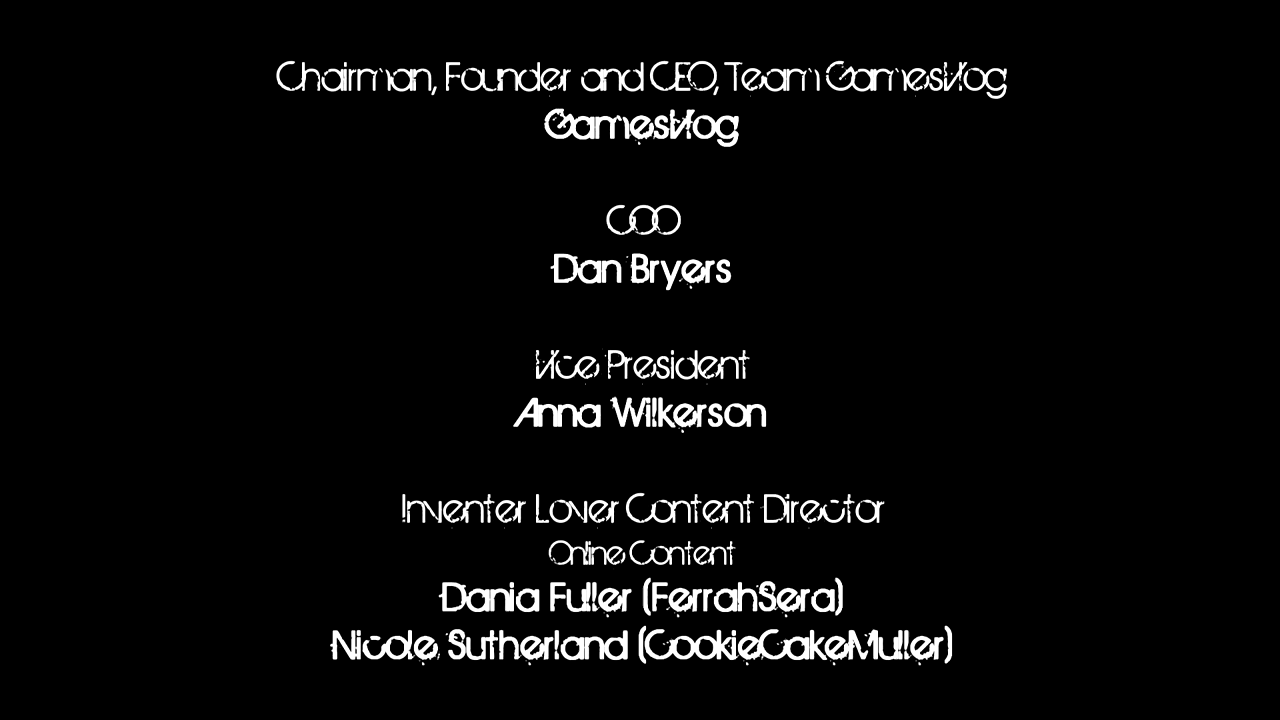 Chairman, Founder and CEO, Team GamesVlog
GamesVlog
COO
Dan Bryers
Vice President
Anna Wilkerson
Inventer Lover Content Director
Online Content
Dania Fuller (FerrahSera)
Nicole Sutherland (CookieCakeMuller)